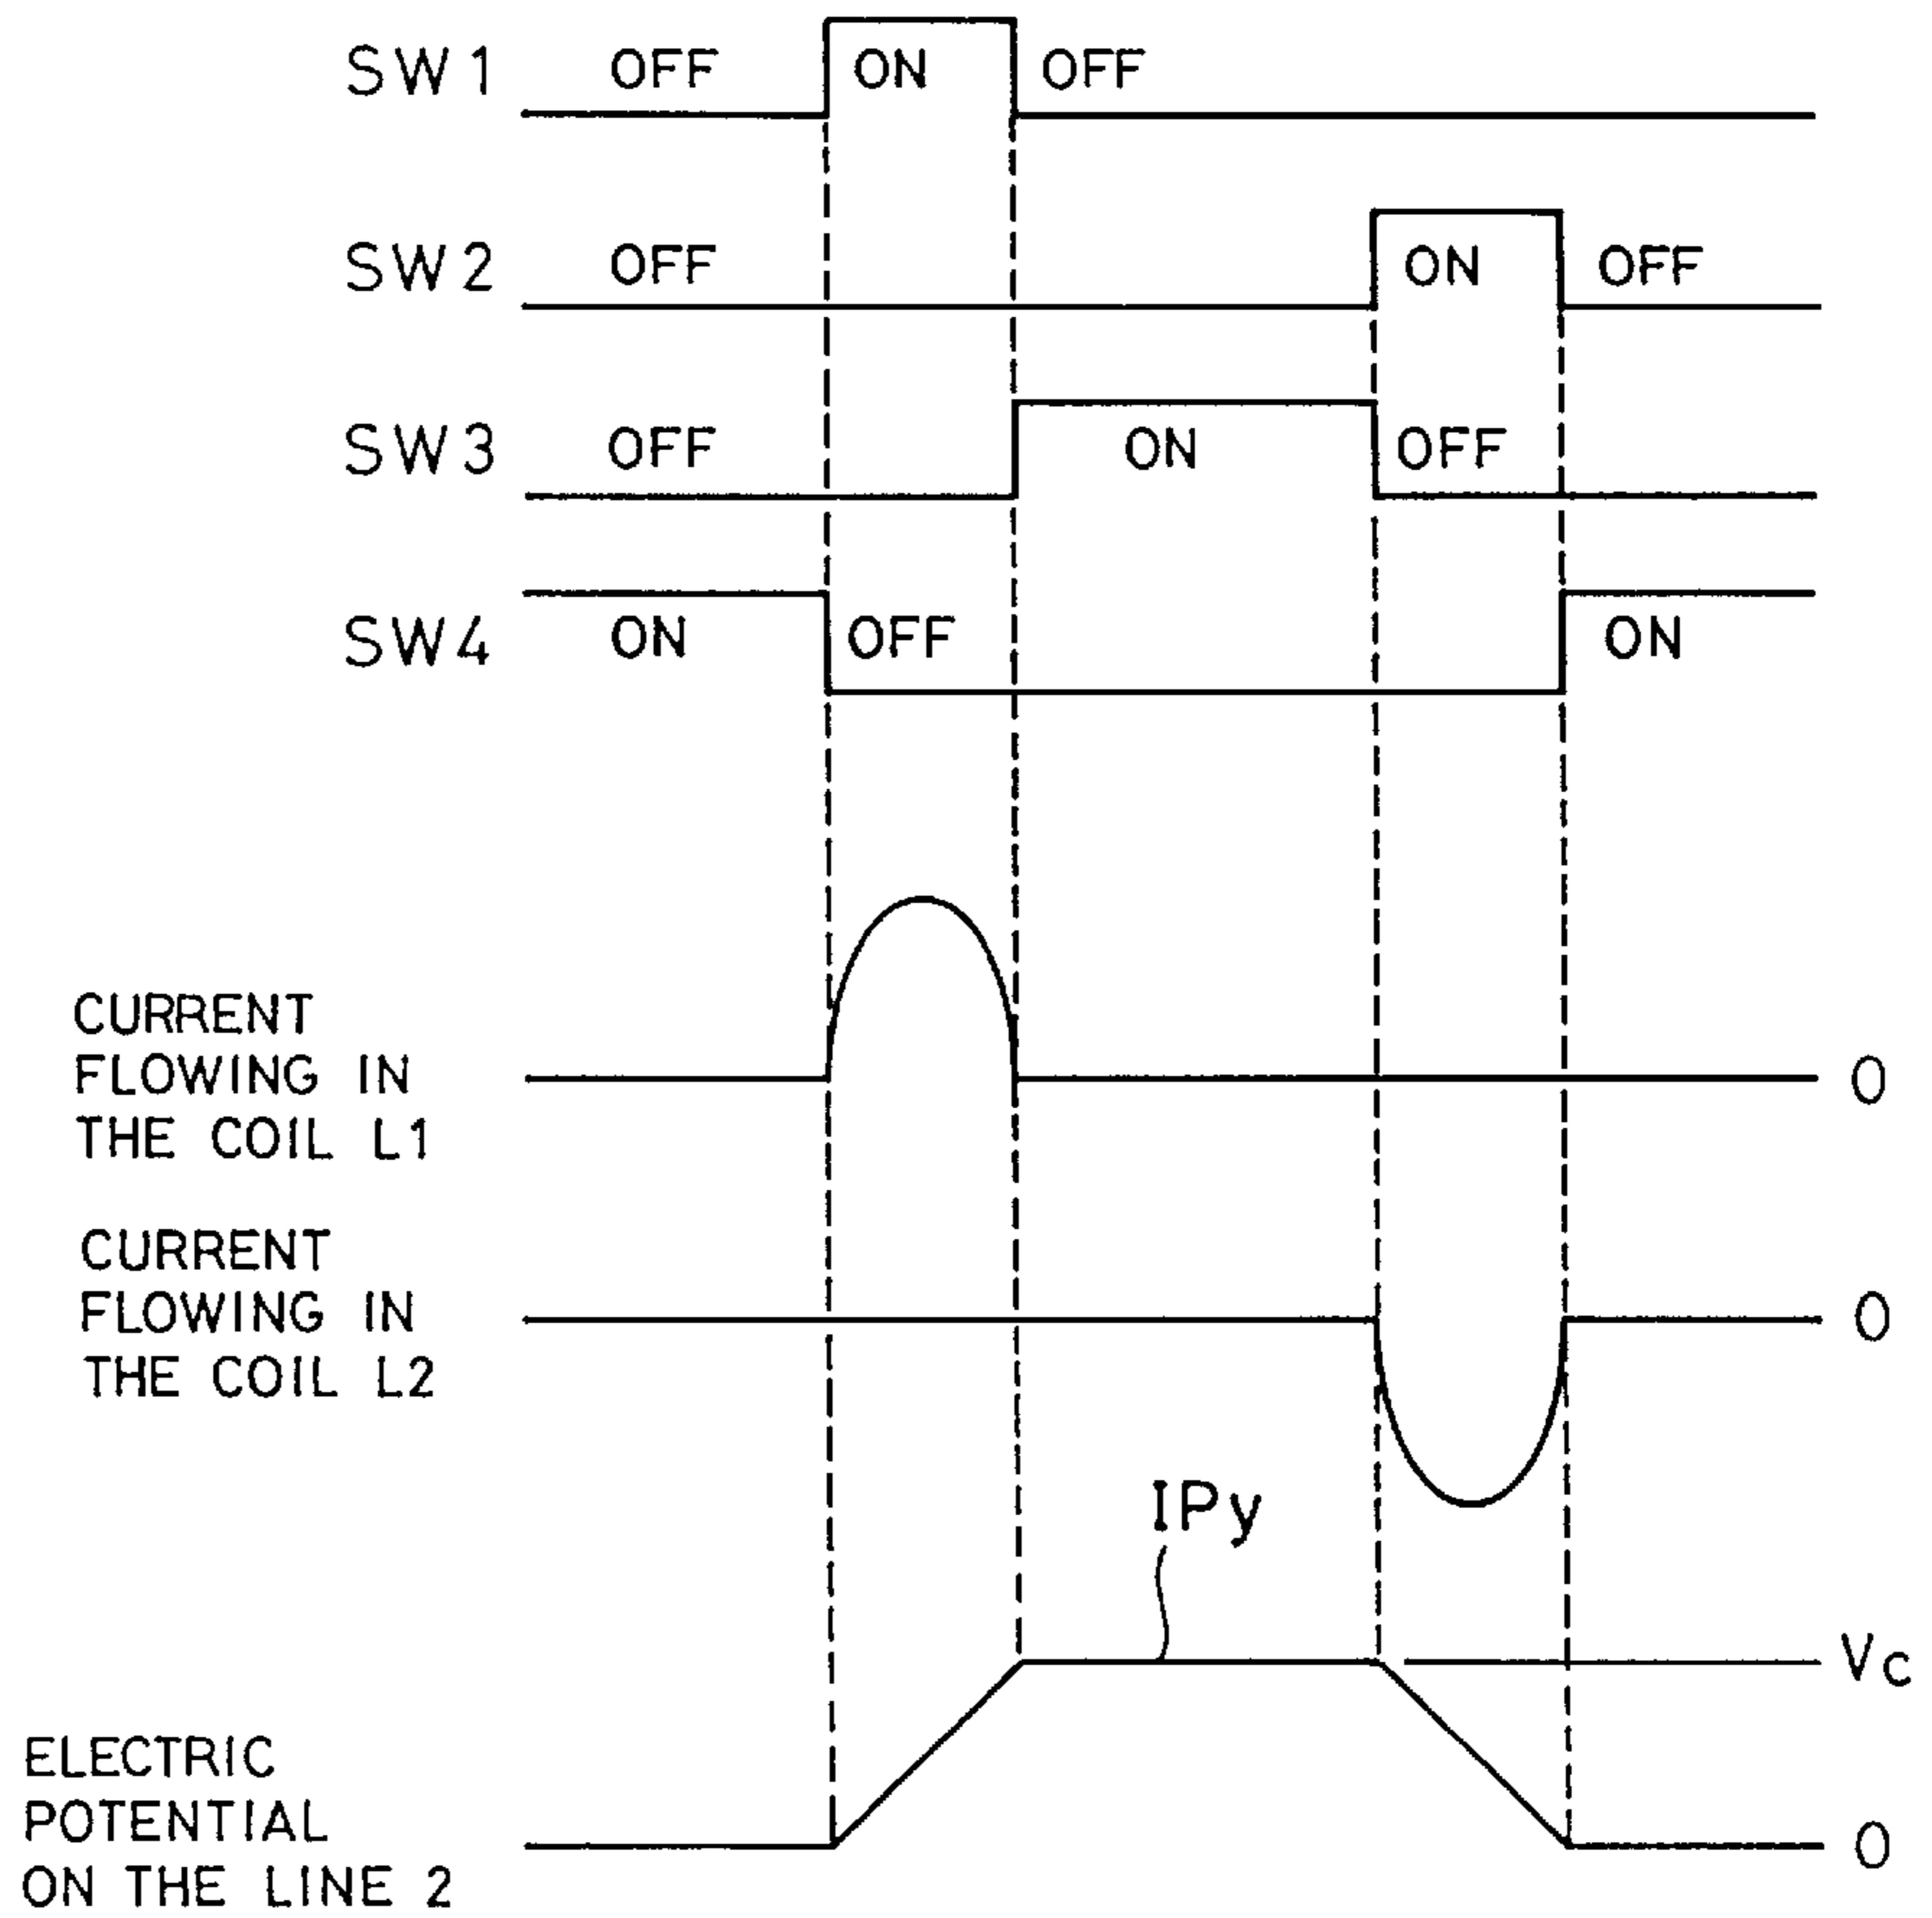 SW1 OFF ON OFF
SW2 OFF ON OFF
SW3 OFF ON OFF
SW4 ON OFF ON
CURRENT
FLOWING IN
THE COIL L1
0
CURRENT
FLOWING IN
THE COIL L2
0
IPy
Vc
ELECTRIC
POTENTIAL
ON THE LINE 2
0